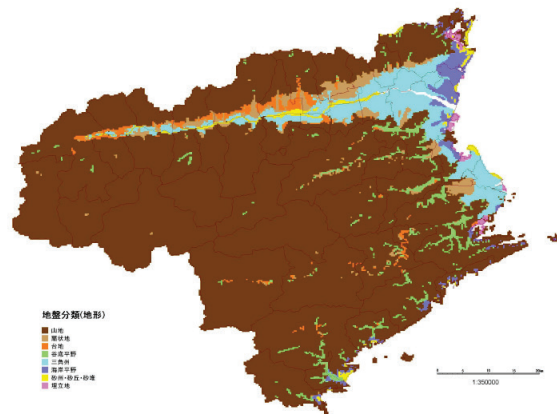 地盤分類(地形)
山地
扇状地
台地
谷底平野
三角州
海岸平野
砂州・砂丘・砂堆
埋立地
1:350000